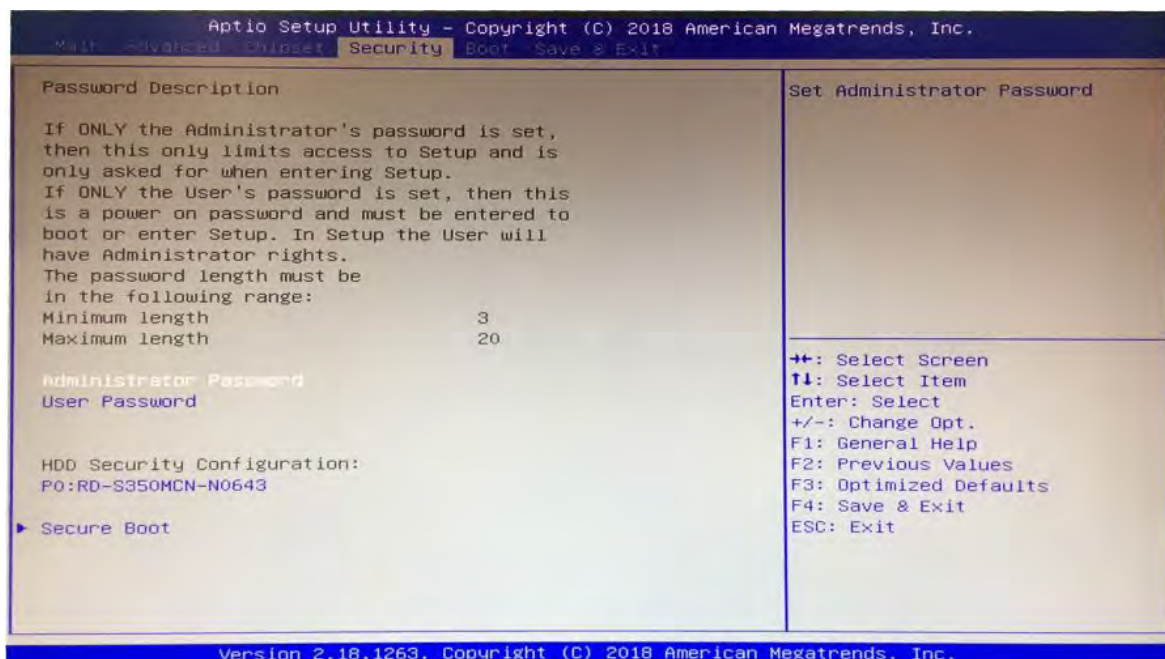 Aptio Setup Utility – Copyright (C) 2018 American Megatrends, Inc.
Main Advanced Chipset Security Boot Save & Exit
Password Description
If ONLY the Administrator's password is set,
then this only limits access to Setup and is
only asked for when entering Setup.
If ONLY the User's password is set, then this
is a power on password and must be entered to
boot or enter Setup. In Setup the User will
have Administrator rights.
The password length must be
in the following range:
Minimum length 3
Maximum length 20
Administrator Password
User Password
HDD Security Configuration:
P0:RD-S350MCN-N0643
► Secure Boot
Set Administrator Password
→←: Select Screen
↑↓: Select Item
Enter: Select
+/-: Change Opt.
F1: General Help
F2: Previous Values
F3: Optimized Defaults
F4: Save & Exit
ESC: Exit
Version 2.18.1263. Copyright (C) 2018 American Megatrends, Inc.